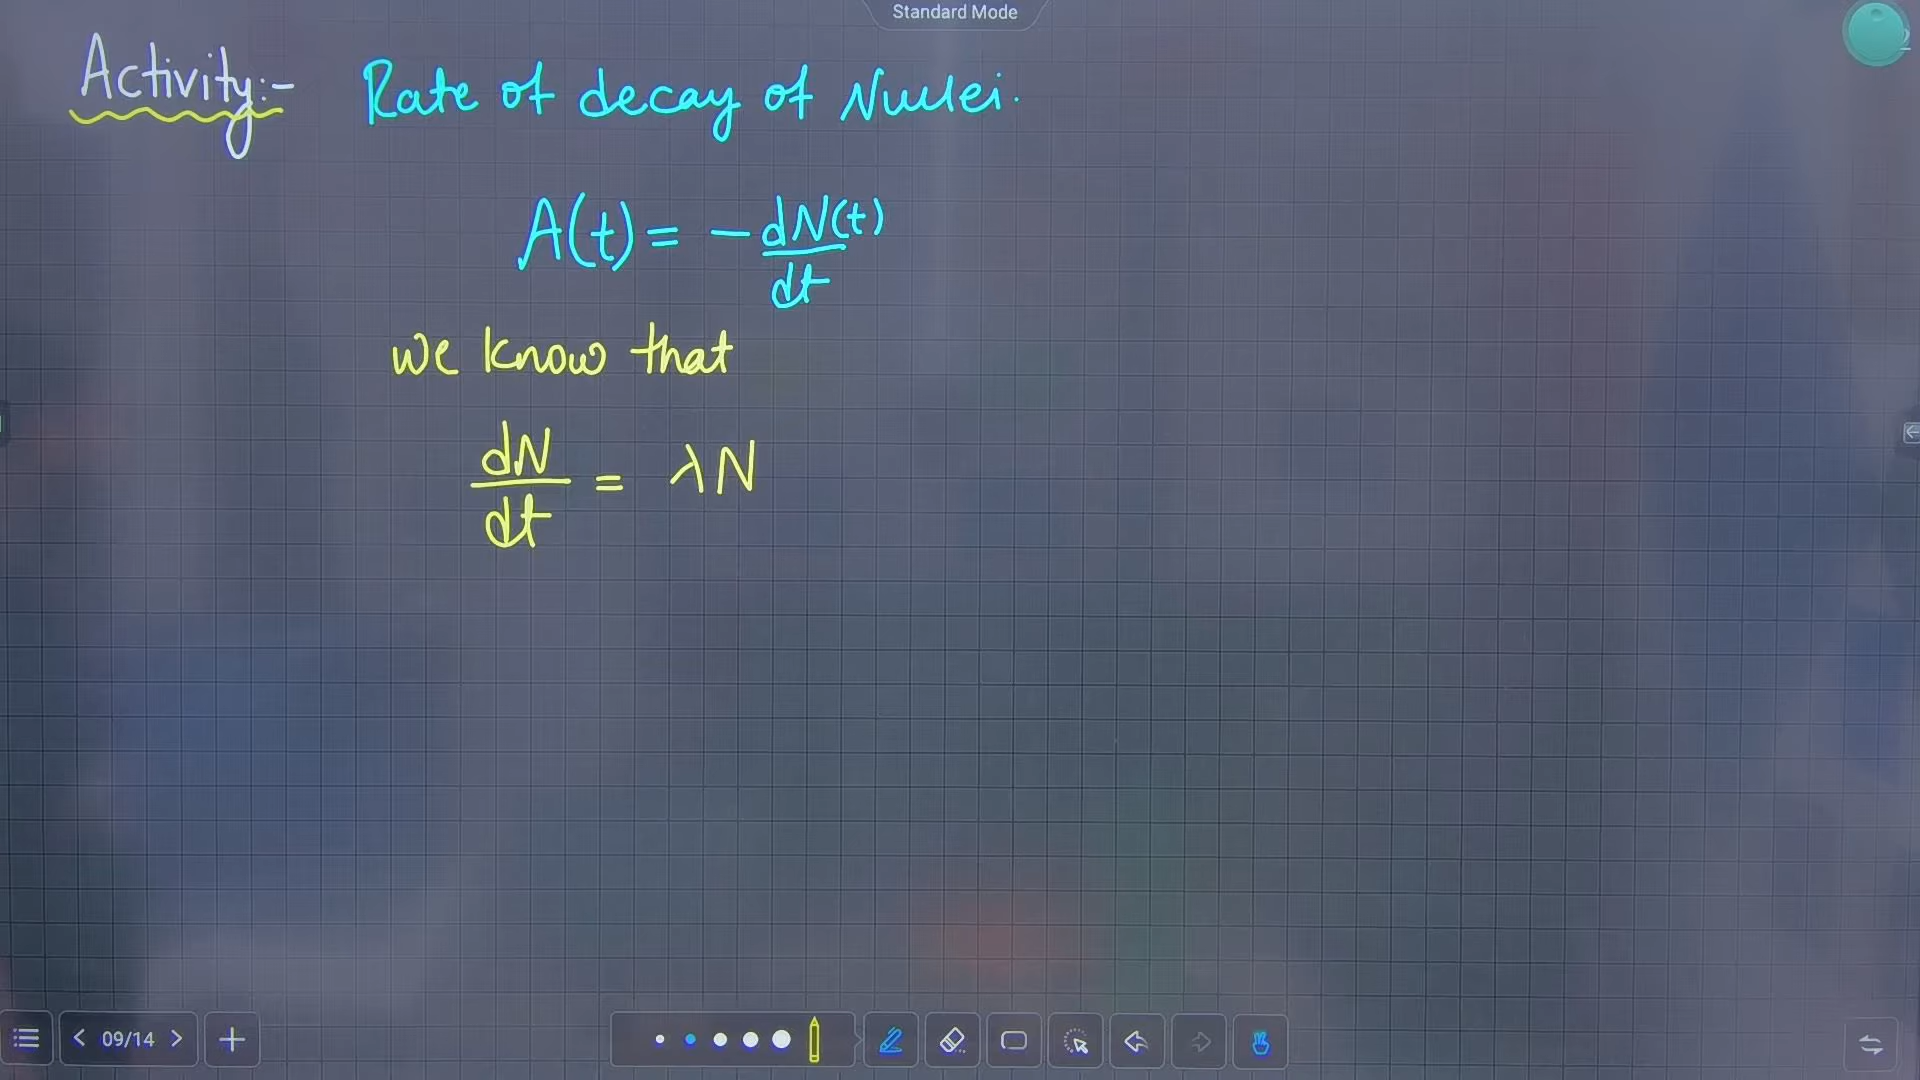 Standard Mode
Activity:- Rate of decay of Nuclei.
A(t) = - dN(t)/dt
we know that
dN/dt = λN
09/14